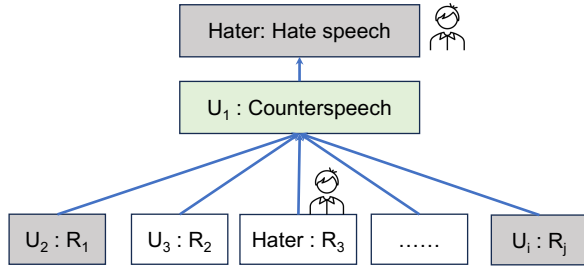 Hater: Hate speech
U₁ : Counterspeech
U₂ : R₁
U₃ : R₂
Hater : R₃
……
Uᵢ : Rⱼ